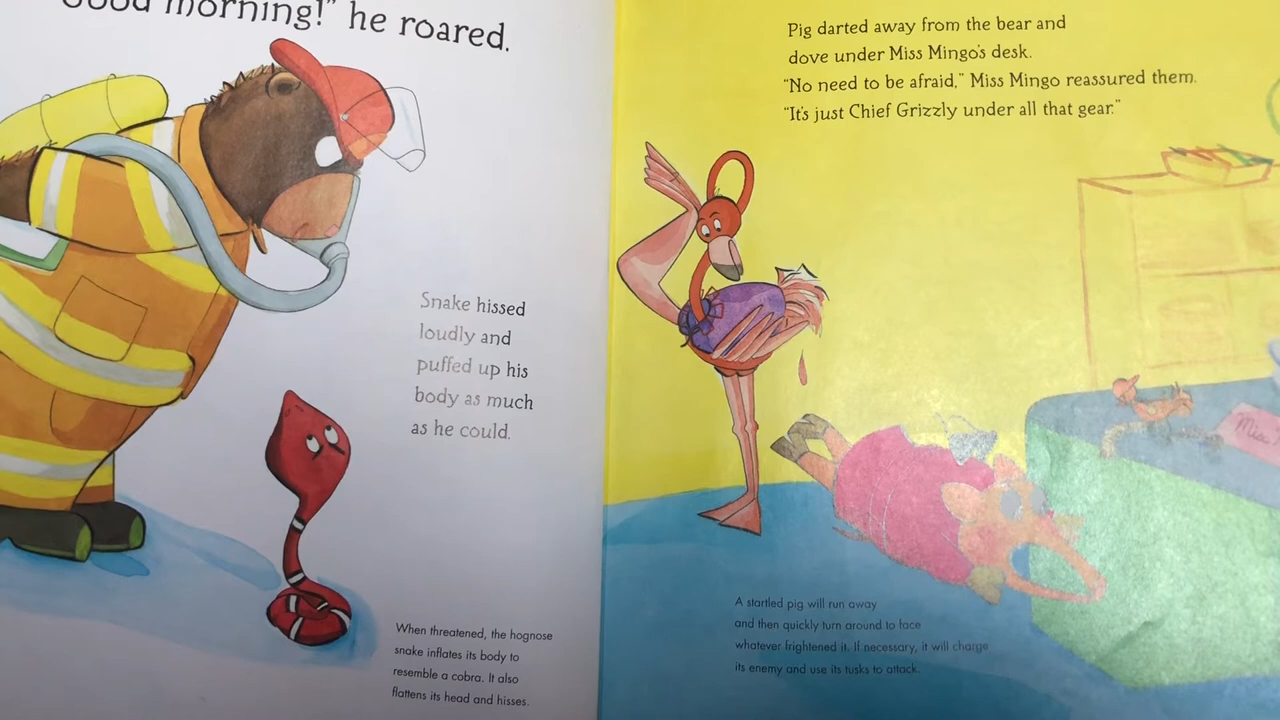 Good morning!" he roared.
Snake hissed
loudly and
puffed up his
body as much
as he could.
When threatened, the hognose
snake inflates its body to
resemble a cobra. It also
flattens its head and hisses.
Pig darted away from the bear and
dove under Miss Mingo's desk.
"No need to be afraid," Miss Mingo reassured them.
"It's just Chief Grizzly under all that gear."
Miss
A startled pig will run away
and then quickly turn around to face
whatever frightened it. If necessary, it will charge
its enemy and use its tusks to attack.